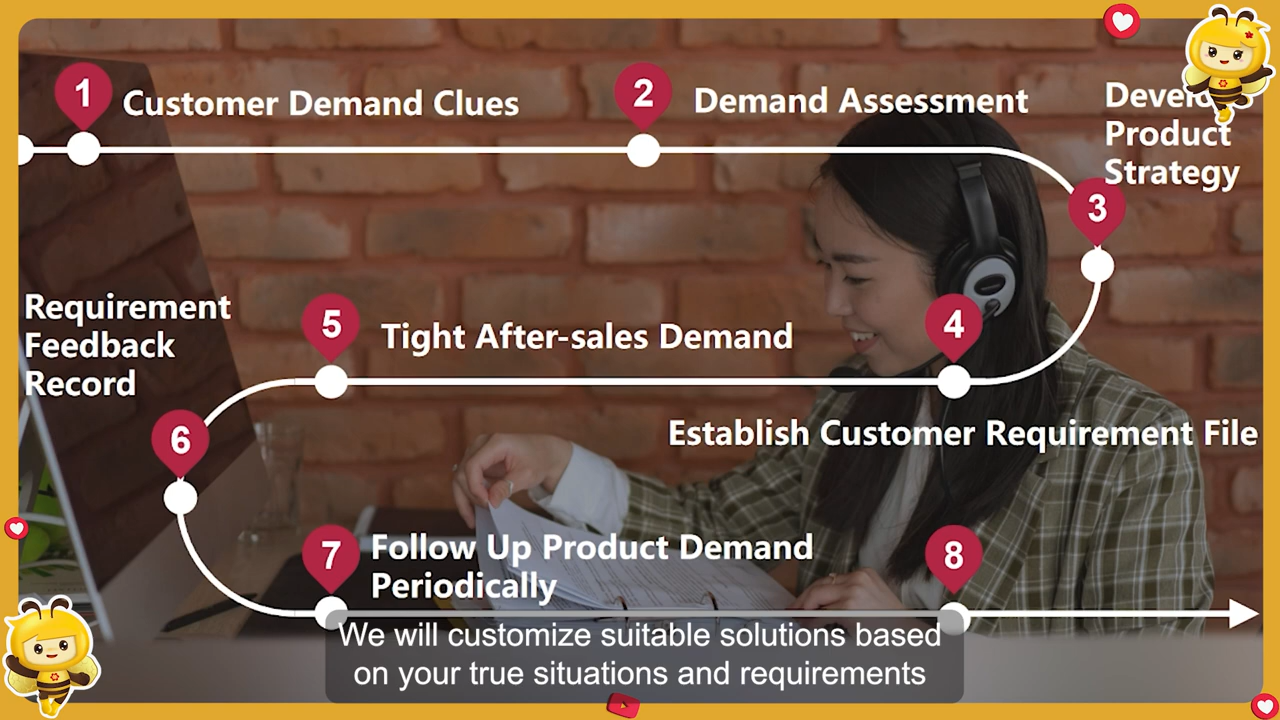 1 Customer Demand Clues
2 Demand Assessment
Product
Strategy
3
Requirement
Feedback
Record
5 Tight After-sales Demand
4
Establish Customer Requirement File
6
7 Follow Up Product Demand
Periodically
8
We will customize suitable solutions based
on your true situations and requirements